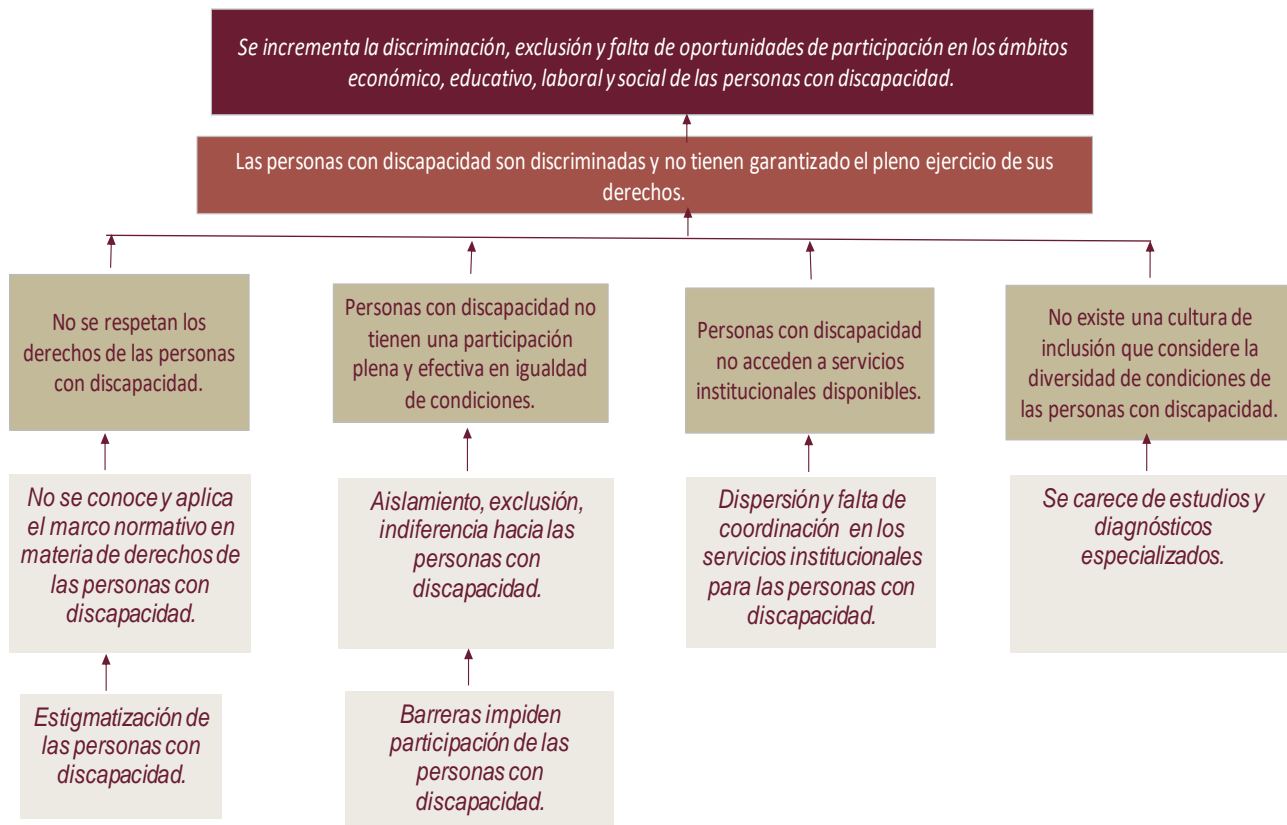 Se incrementa la discriminación, exclusión y falta de oportunidades de participación en los ámbitos
económico, educativo, laboral y social de las personas con discapacidad.
Las personas con discapacidad son discriminadas y no tienen garantizado el pleno ejercicio de sus
derechos.
No se respetan los
derechos de las personas
con discapacidad.
Personas con discapacidad no
tienen una participación
plena y efectiva en igualdad
de condiciones.
Personas con discapacidad
no acceden a servicios
institucionales disponibles.
No existe una cultura de
inclusión que considere la
diversidad de condiciones de
las personas con discapacidad.
No se conoce y aplica
el marco normativo en
materia de derechos de
las personas con
discapacidad.
Aislamiento, exclusión,
indiferencia hacia las
personas con
discapacidad.
Dispersión y falta de
coordinación en los
servicios institucionales
para las personas con
discapacidad.
Se carece de estudios y
diagnósticos
especializados.
Estigmatización de
las personas con
discapacidad.
Barreras impiden
participación de las
personas con
discapacidad.